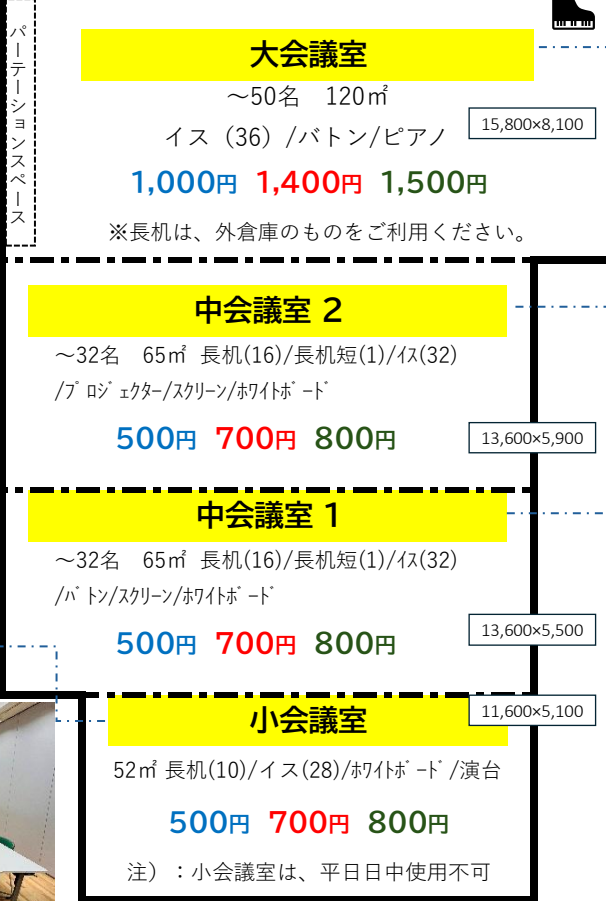 パーテーションスペース
大会議室
～50名　120㎡
イス（36）/バトン/ピアノ
15,800×8,100
1,000円 1,400円 1,500円
※長机は、外倉庫のものをご利用ください。
中会議室 2
～32名　65㎡ 長机(16)/長机短(1)/ｲｽ(32)
/ﾌﾟﾛｼﾞｪｸﾀｰ/ｽｸﾘｰﾝ/ﾎﾜｲﾄﾎﾞｰﾄﾞ
500円 700円 800円
13,600×5,900
中会議室 1
～32名　65㎡ 長机(16)/長机短(1)/ｲｽ(32)
/ﾊﾞﾄﾝ/ｽｸﾘｰﾝ/ﾎﾜｲﾄﾎﾞｰﾄﾞ
500円 700円 800円
13,600×5,500
小会議室
11,600×5,100
52㎡ 長机(10)/イス(28)/ﾎﾜｲﾄﾎﾞｰﾄﾞ/演台
500円 700円 800円
注）：小会議室は、平日日中使用不可